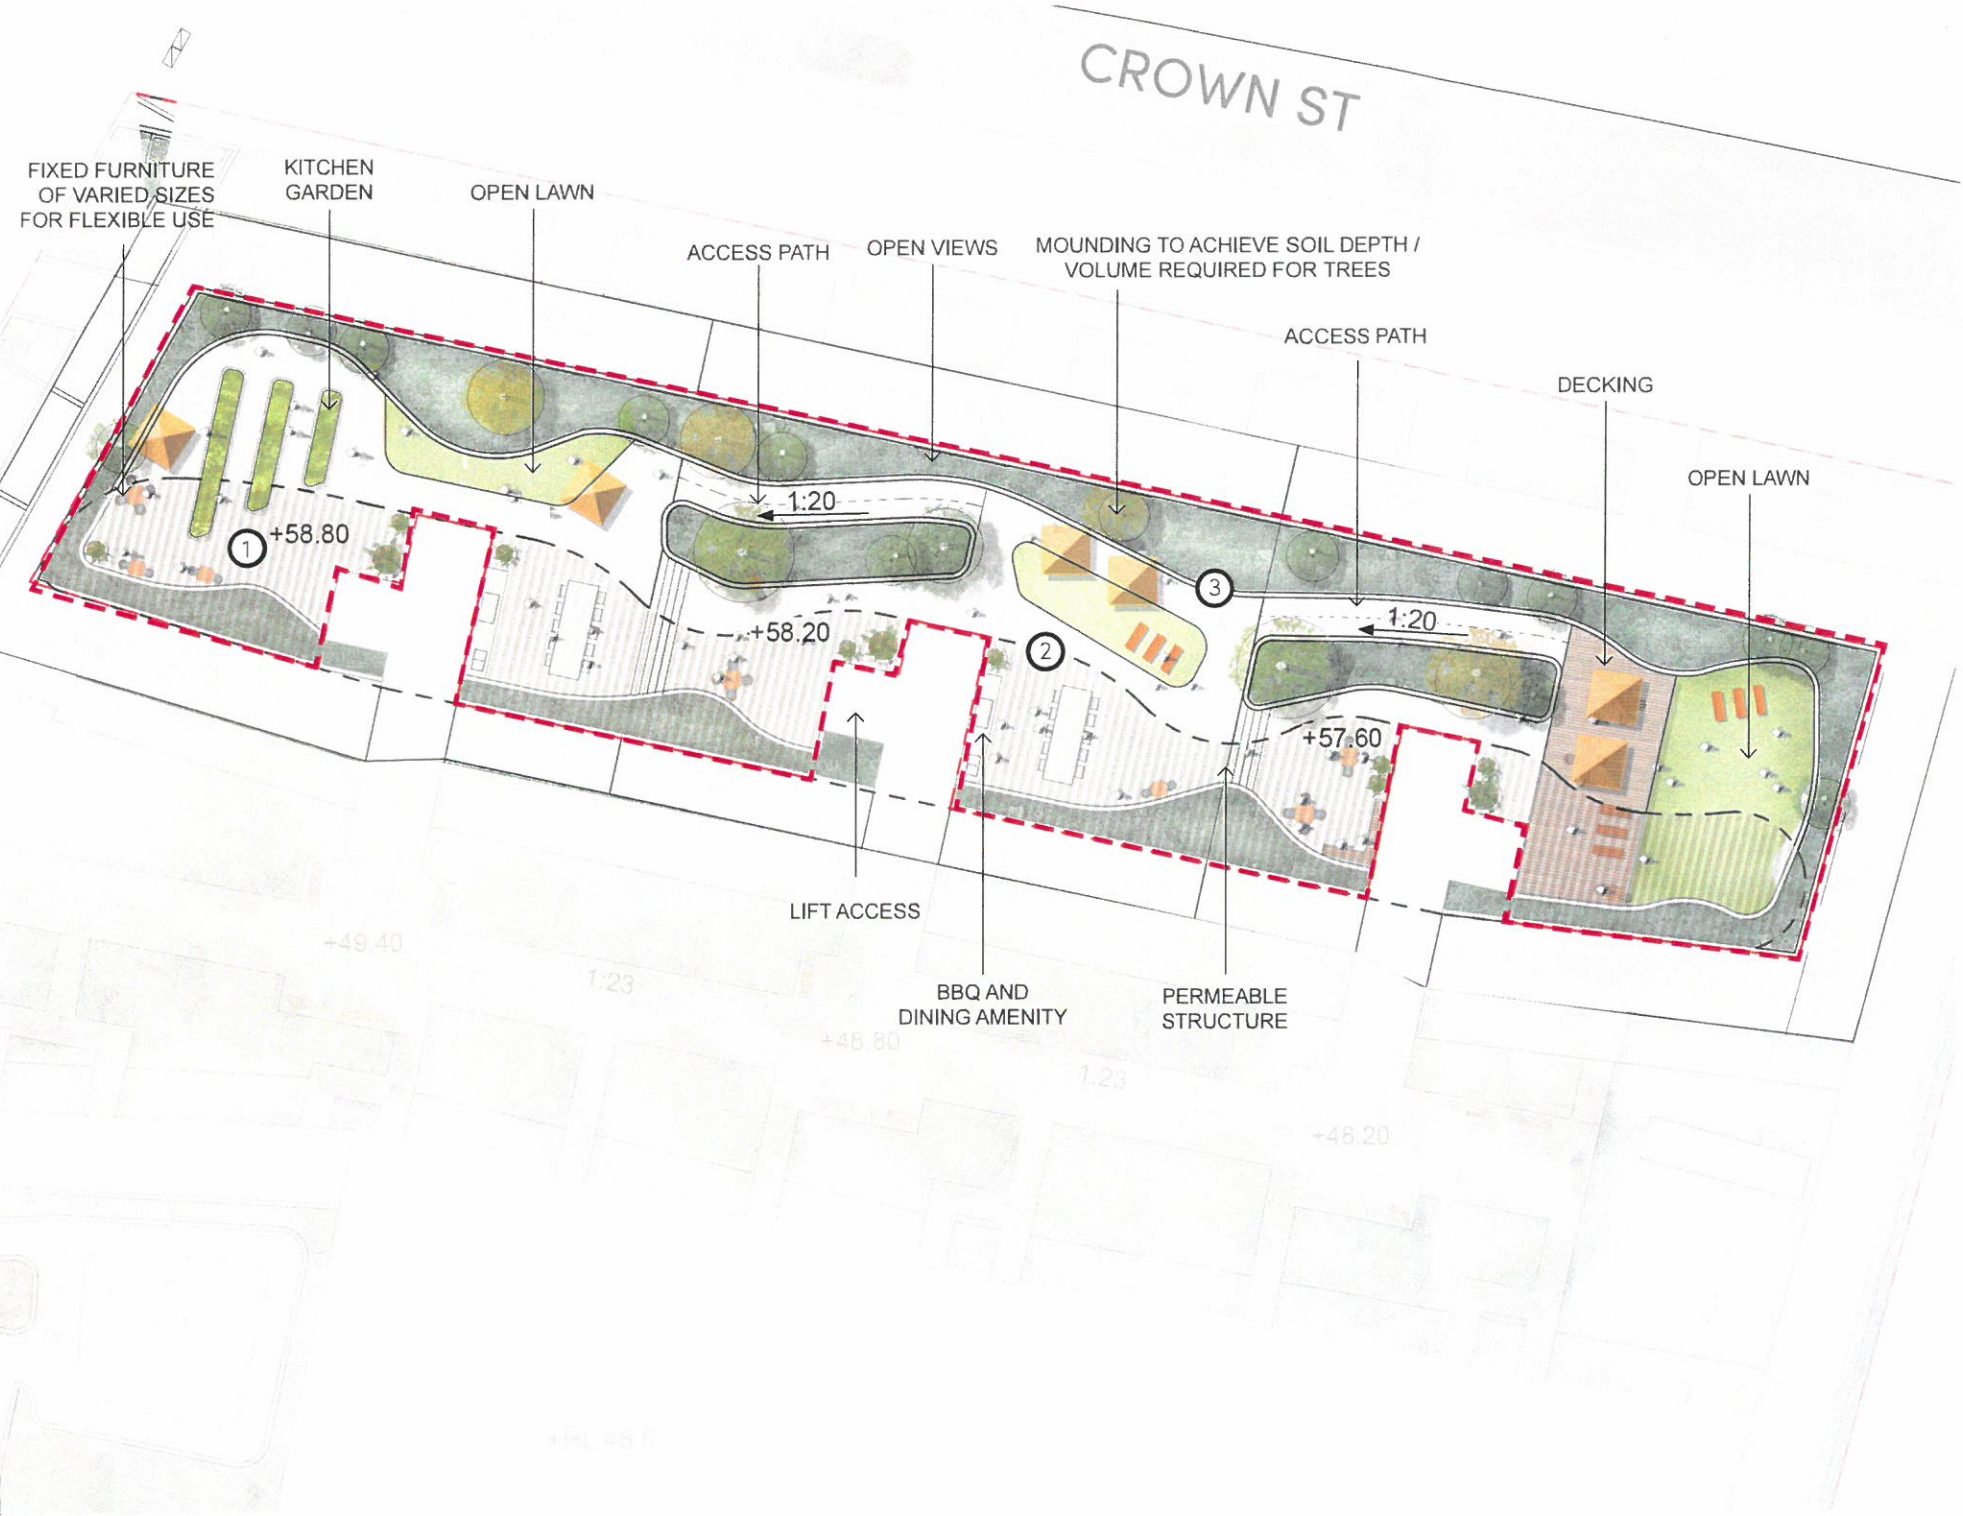 CROWN ST
FIXED FURNITURE
OF VARIED SIZES
FOR FLEXIBLE USE
KITCHEN
GARDEN
OPEN LAWN
ACCESS PATH
OPEN VIEWS
MOUNDING TO ACHIEVE SOIL DEPTH /
VOLUME REQUIRED FOR TREES
ACCESS PATH
DECKING
OPEN LAWN
1:20
1
+58.80
3
1:20
+58.20
2
+57.60
LIFT ACCESS
BBQ AND
DINING AMENITY
PERMEABLE
STRUCTURE
+49.40
1:23
+48.80
1:23
+48.20